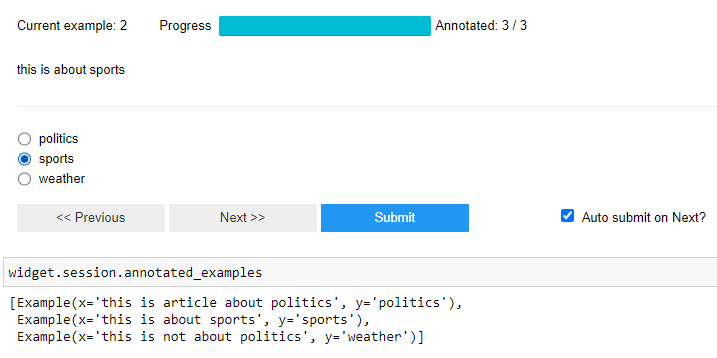 Current example: 2 Progress Annotated: 3 / 3
this is about sports
politics
sports
weather
<< Previous Next >> Submit Auto submit on Next?
widget.session.annotated_examples
[Example(x='this is article about politics', y='politics'),
Example(x='this is about sports', y='sports'),
Example(x='this is not about politics', y='weather')]